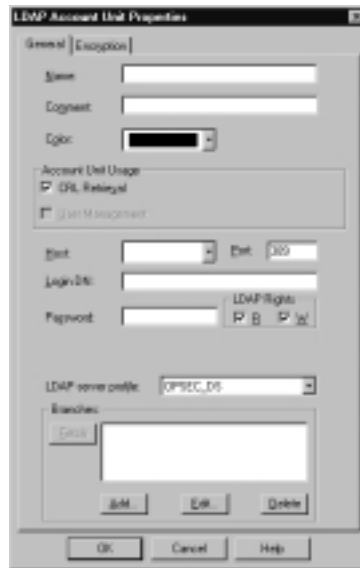 LDAP Account Unit Properties
General Encryption
Name:
Comment:
Color:
Account Unit Usage
CRL Retrieval
User Management
Host: Port: 389
Login DN:
Password: LDAP Rights
R W
LDAP server profile: OPSEC_DS
Branches:
Fetch
Add... Edit... Delete
OK Cancel Help